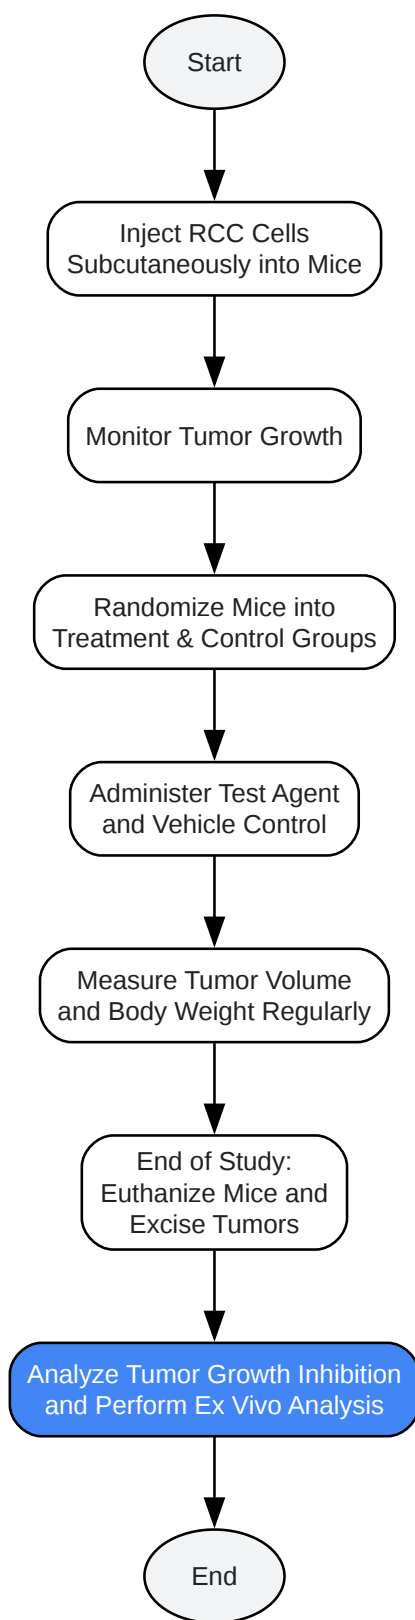 Start
Inject RCC Cells
Subcutaneously into Mice
Monitor Tumor Growth
Randomize Mice into
Treatment & Control Groups
Administer Test Agent
and Vehicle Control
Measure Tumor Volume
and Body Weight Regularly
End of Study:
Euthanize Mice and
Excise Tumors
Analyze Tumor Growth Inhibition
and Perform Ex Vivo Analysis
End